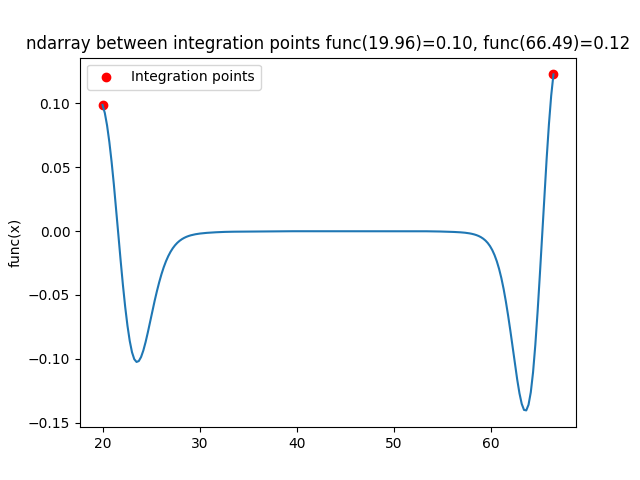 ndarray between integration points func(19.96)=0.10, func(66.49)=0.12
Integration points
func(x)
0.10
0.05
0.00
−0.05
−0.10
−0.15
20 30 40 50 60